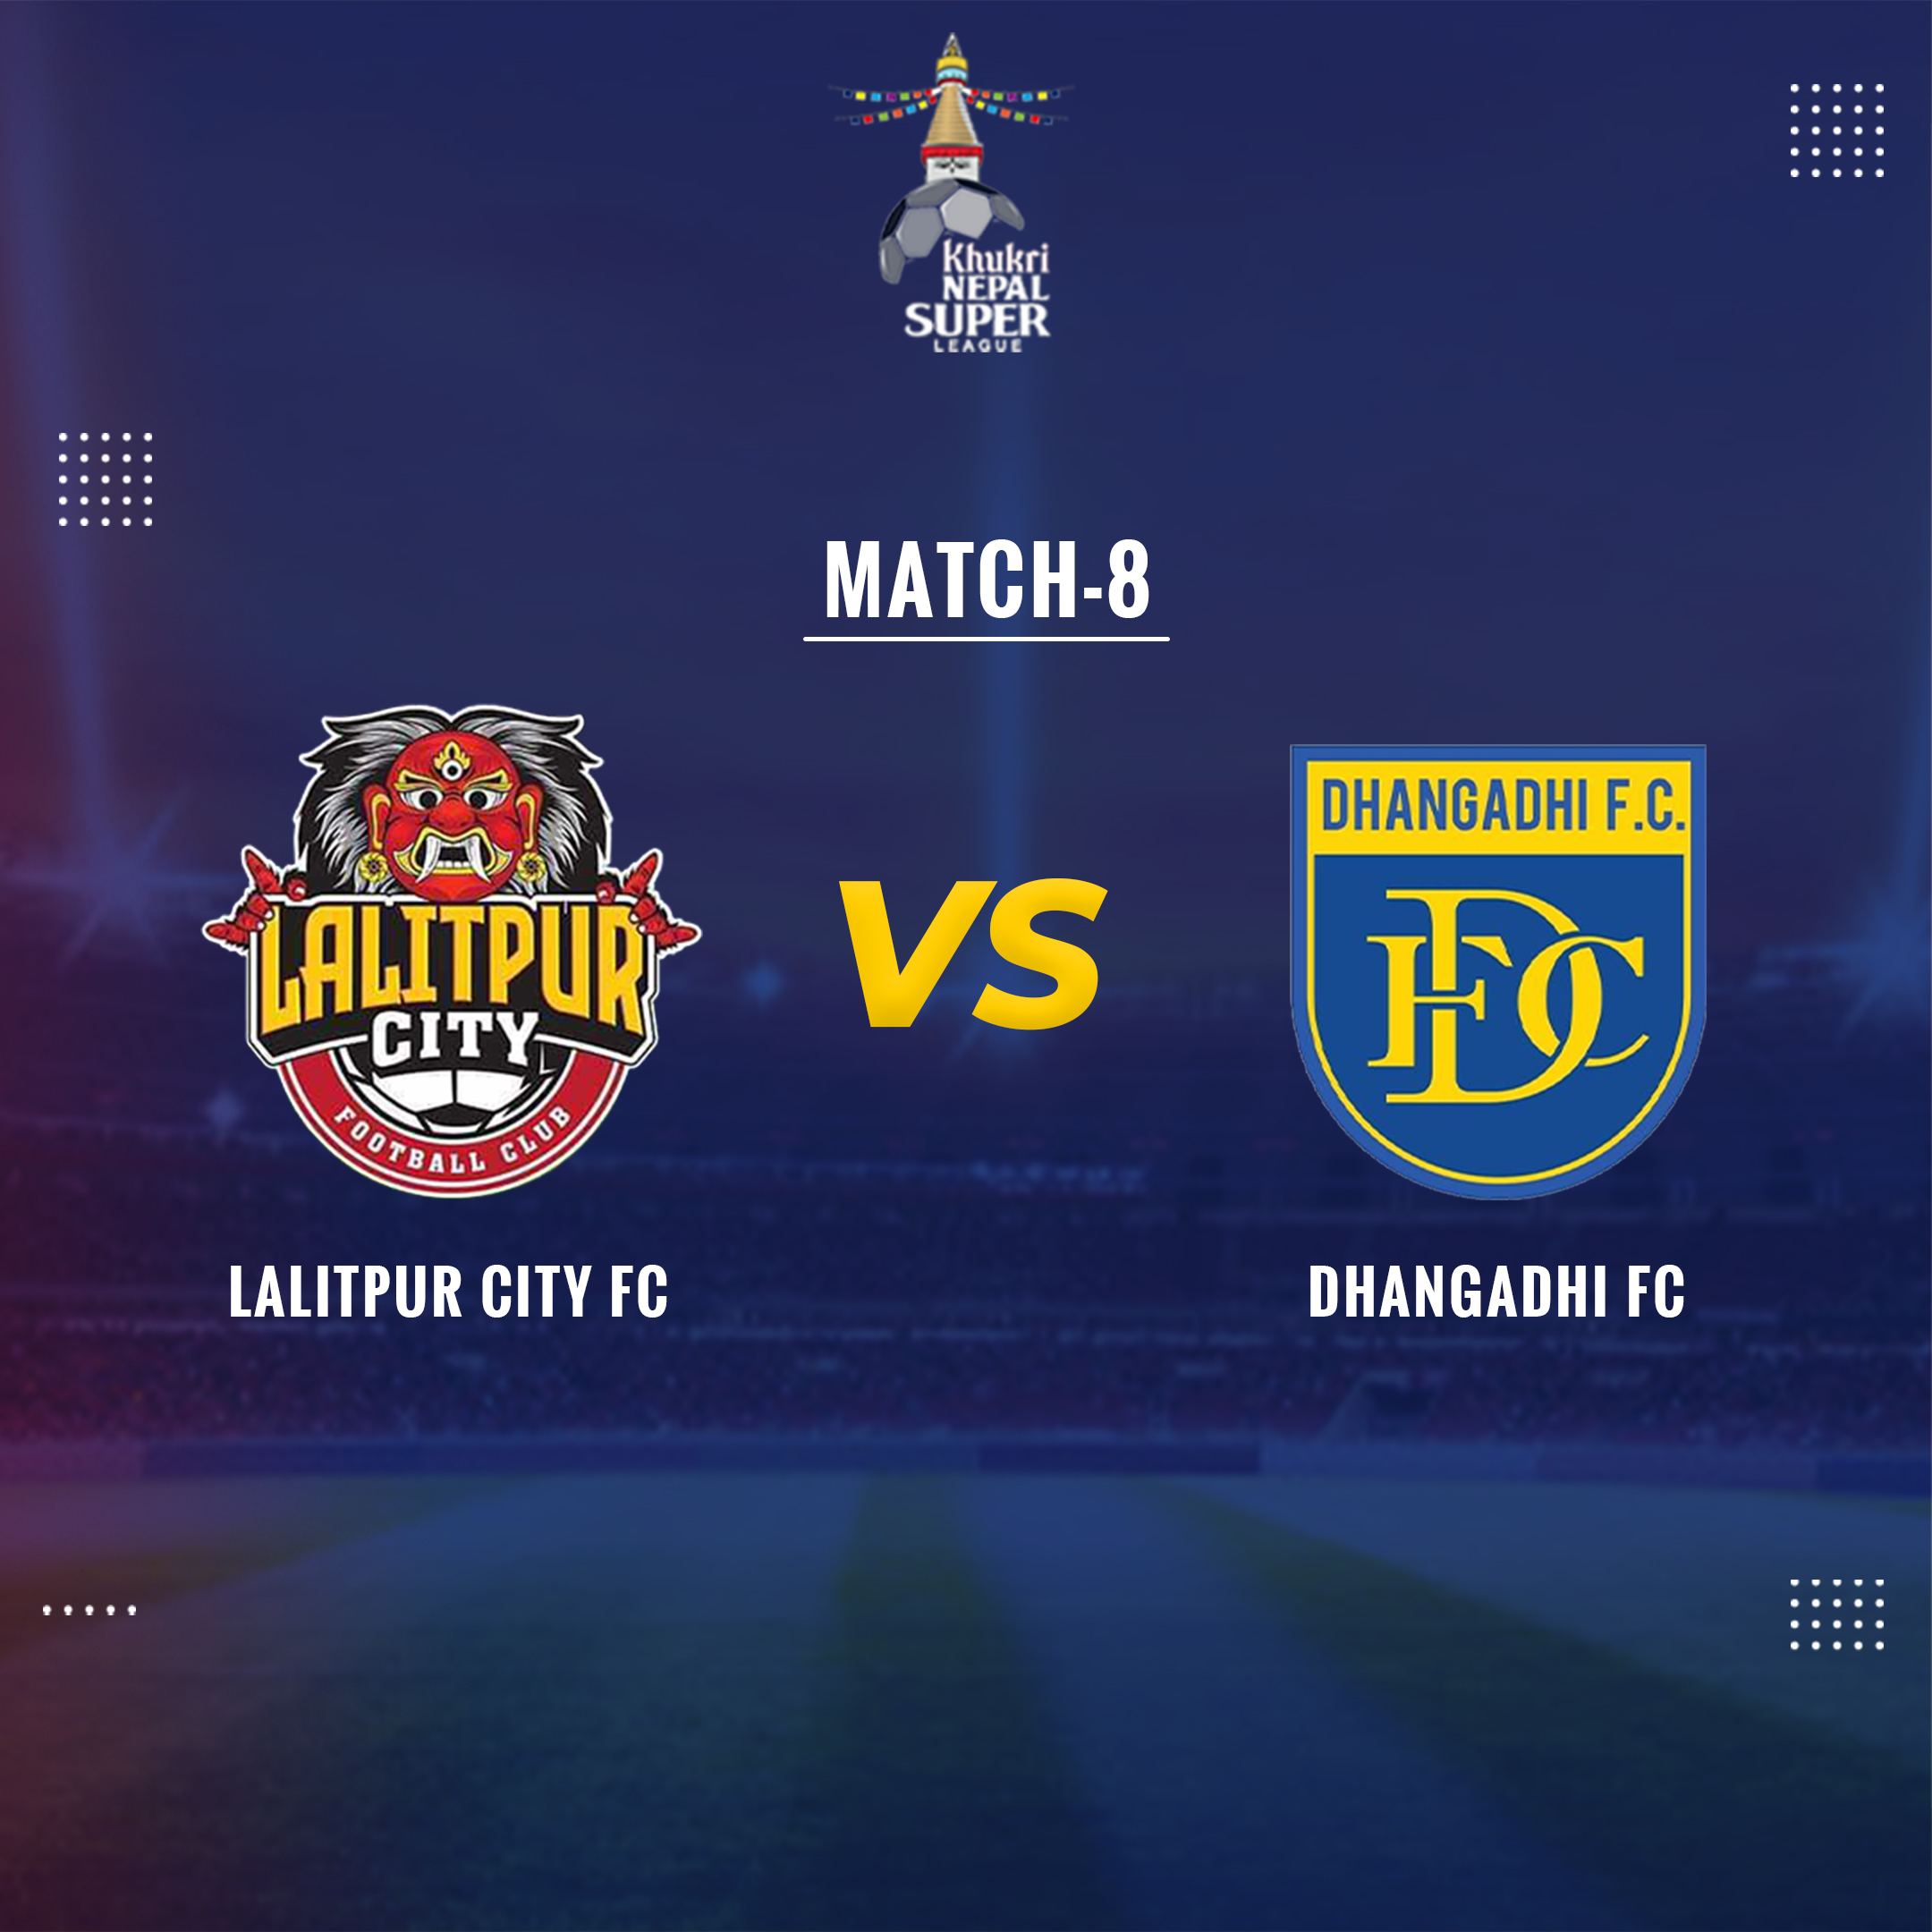 Khukri
NEPAL
SUPER
LEAGUE
MATCH-8
LALITPUR
CITY
FOOTBALL CLUB
VS
DHANGADHI F.C.
DFC
LALITPUR CITY FC
DHANGADHI FC